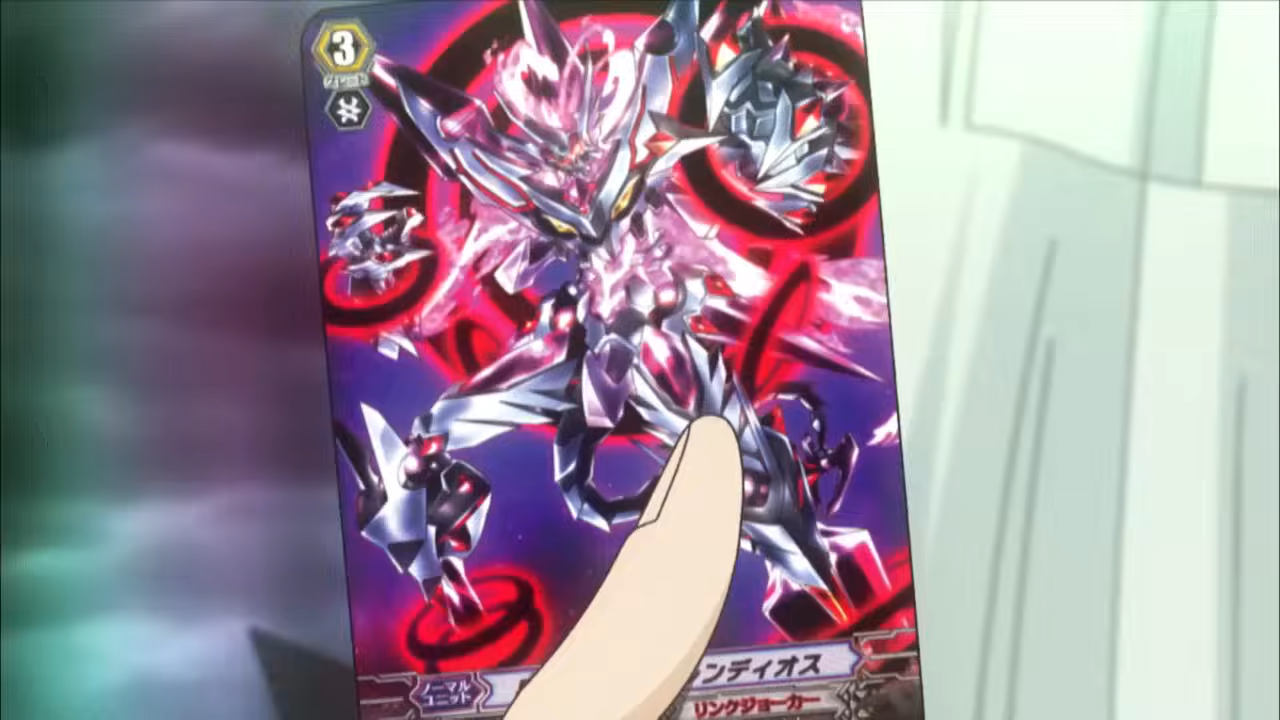 3
グレード
ノーマル
ユニット
ンディオス
リンクジョーカー